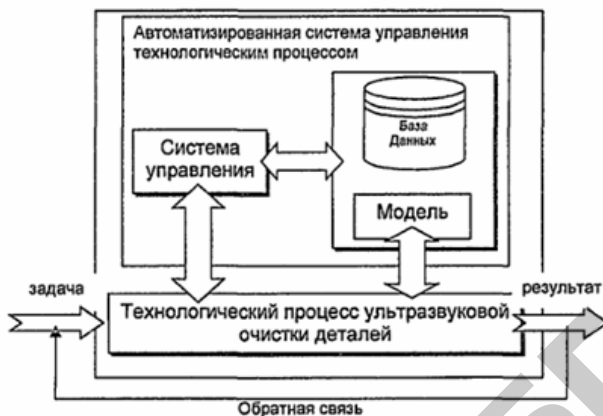 Автоматизированная система управления
технологическим процессом
База
Данных
Система
управления
Модель
задача
результат
Технологический процесс ультразвуковой
очистки деталей
Обратная связь